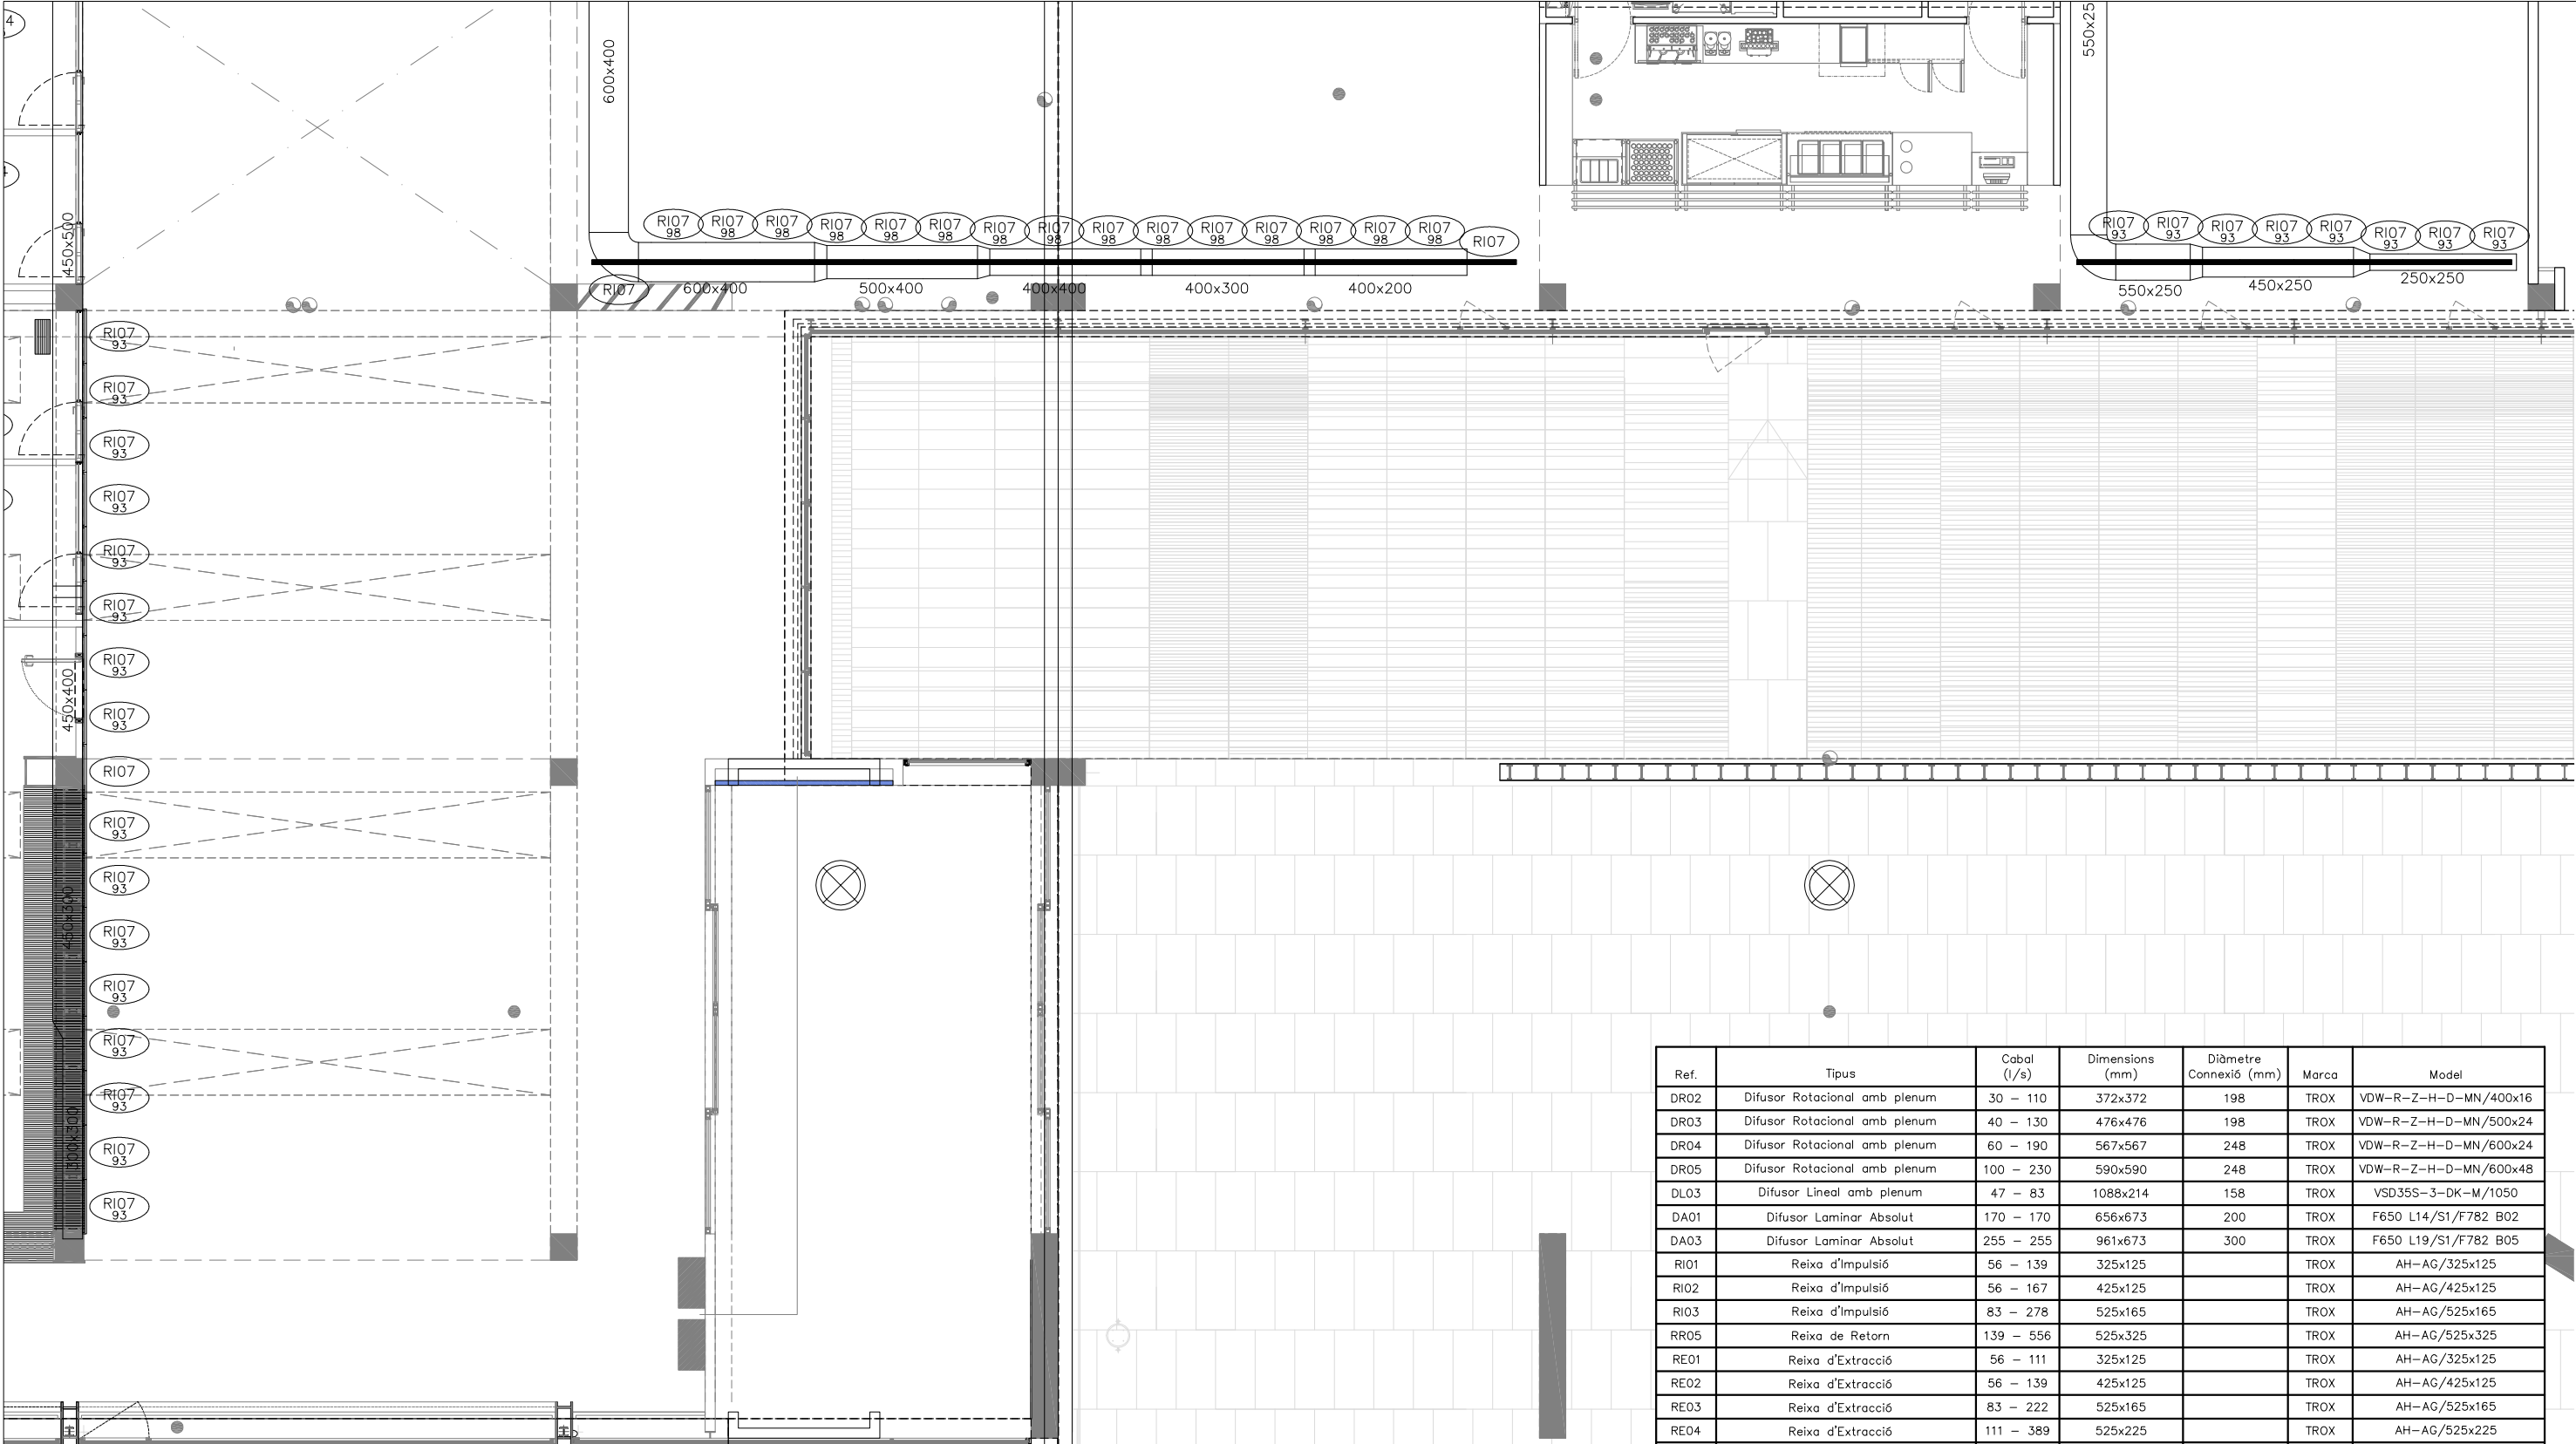 4
600x400
550x25
RI07 RI07 RI07 RI07 RI07 RI07 RI07 RI07 RI07 RI07 RI07 RI07 RI07 RI07 RI07 RI07
98 98 98 98 98 98 98 98 98 98 98 98 98 98 98
RI07 RI07 RI07 RI07 RI07 RI07 RI07 RI07
93 93 93 93 93 93 93 93
450x500
RI07
600x400 500x400 400x400 400x300 400x200
550x250 450x250 250x250
RI07
93
RI07
93
RI07
93
RI07
93
RI07
93
RI07
93
RI07
93
450x400
RI07
93
RI07
RI07
93
RI07
93
450x300
RI07
93
RI07
93
RI07
93
RI07
93
300x300
RI07
93
RI07
93
Ref. Tipus Cabal (l/s) Dimensions (mm) Diàmetre Connexió (mm) Marca Model
DR02 Difusor Rotacional amb plenum 30 - 110 372x372 198 TROX VDW-R-Z-H-D-MN/400x16
DR03 Difusor Rotacional amb plenum 40 - 130 476x476 198 TROX VDW-R-Z-H-D-MN/500x24
DR04 Difusor Rotacional amb plenum 60 - 190 567x567 248 TROX VDW-R-Z-H-D-MN/600x24
DR05 Difusor Rotacional amb plenum 100 - 230 590x590 248 TROX VDW-R-Z-H-D-MN/600x48
DL03 Difusor Lineal amb plenum 47 - 83 1088x214 158 TROX VSD35S-3-DK-M/1050
DA01 Difusor Laminar Absolut 170 - 170 656x673 200 TROX F650 L14/S1/F782 B02
DA03 Difusor Laminar Absolut 255 - 255 961x673 300 TROX F650 L19/S1/F782 B05
RI01 Reixa d'Impulsió 56 - 139 325x125 TROX AH-AG/325x125
RI02 Reixa d'Impulsió 56 - 167 425x125 TROX AH-AG/425x125
RI03 Reixa d'Impulsió 83 - 278 525x165 TROX AH-AG/525x165
RR05 Reixa de Retorn 139 - 556 525x325 TROX AH-AG/525x325
RE01 Reixa d'Extracció 56 - 111 325x125 TROX AH-AG/325x125
RE02 Reixa d'Extracció 56 - 139 425x125 TROX AH-AG/425x125
RE03 Reixa d'Extracció 83 - 222 525x165 TROX AH-AG/525x165
RE04 Reixa d'Extracció 111 - 389 525x225 TROX AH-AG/525x225